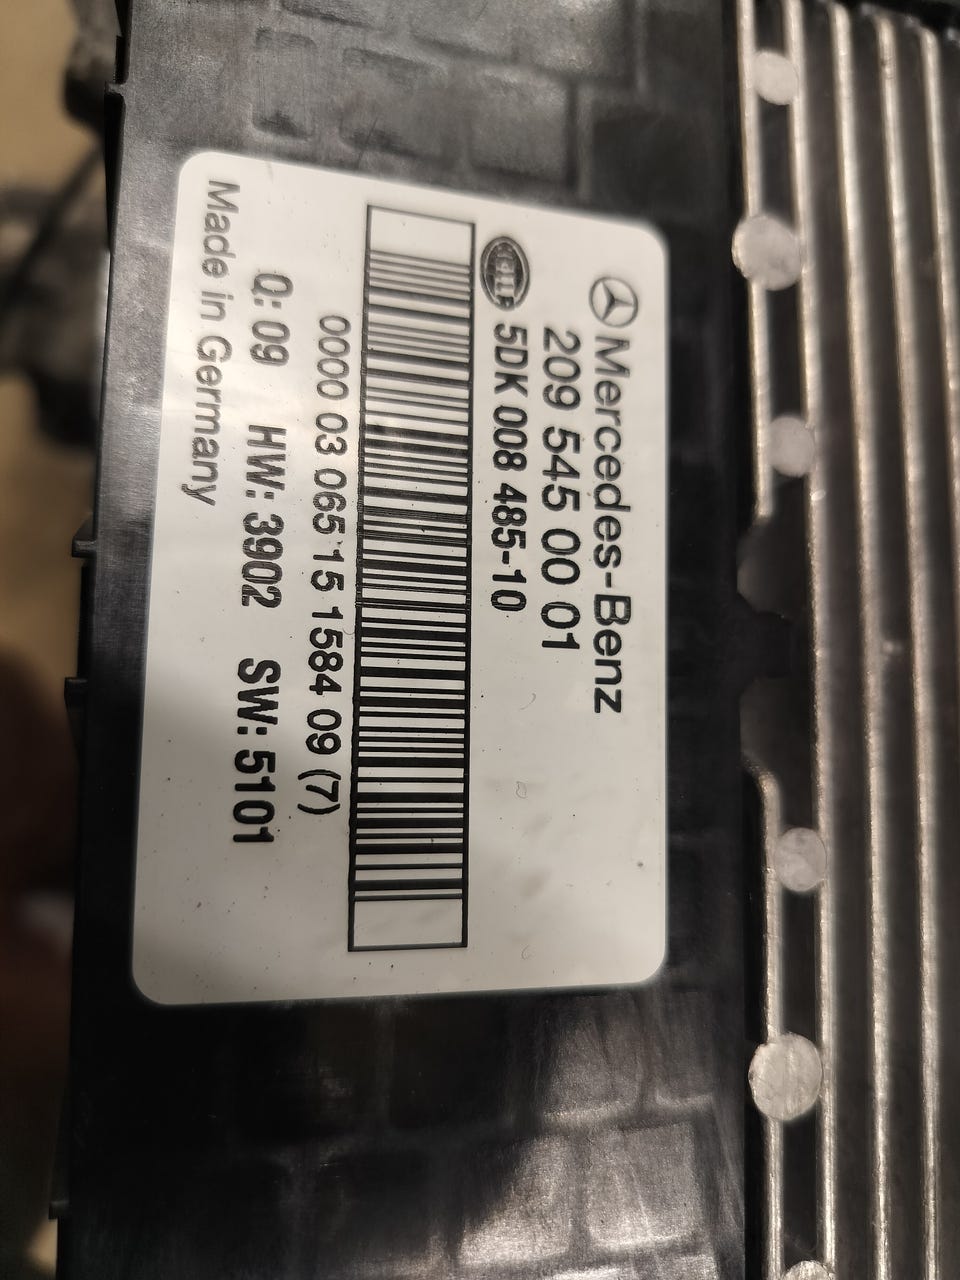 Mercedes-Benz
209 545 00 01
HELLA 5DK 008 485-10
0000 03 065 15 1584 09 (7)
Q: 09 HW: 3902 SW: 5101
Made in Germany